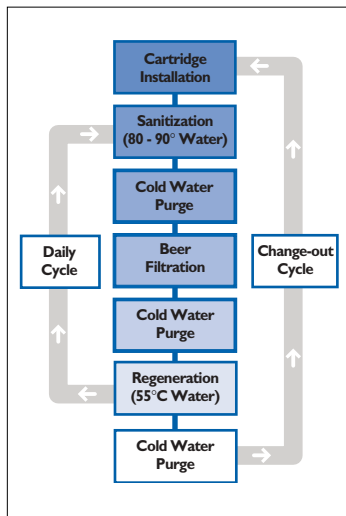 Cartridge
Installation
Sanitization
(80 - 90° Water)
Cold Water
Purge
Daily
Cycle
Beer
Filtration
Change-out
Cycle
Cold Water
Purge
Regeneration
(55°C Water)
Cold Water
Purge